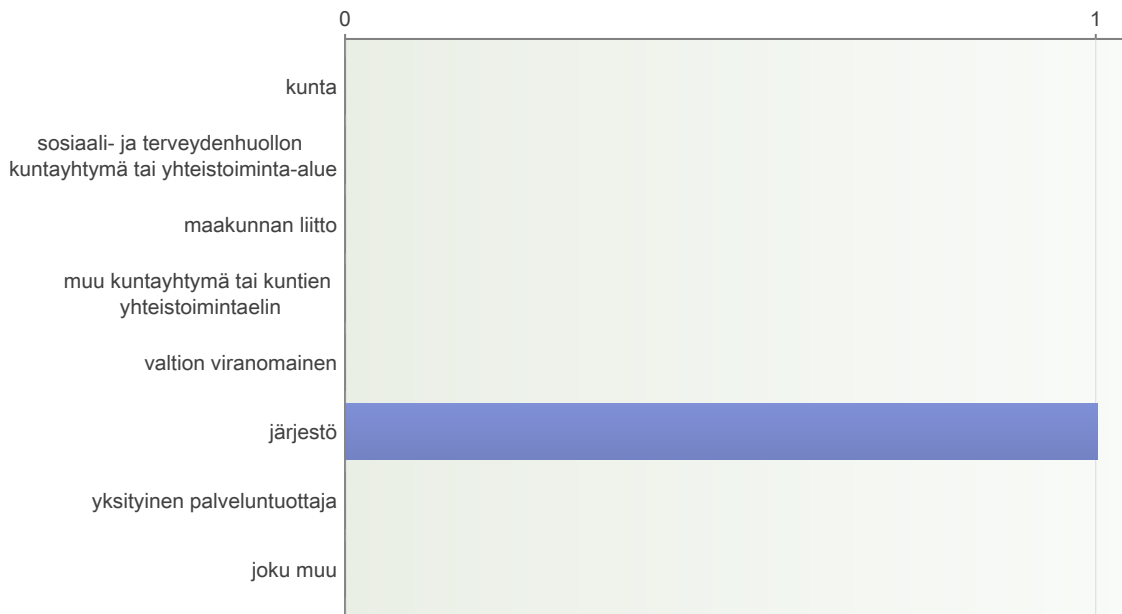 0 1
kunta
sosiaali- ja terveydenhuollon
kuntayhtymä tai yhteistoiminta-alue
maakunnan liitto
muu kuntayhtymä tai kuntien
yhteistoimintaelin
valtion viranomainen
järjestö
yksityinen palveluntuottaja
joku muu